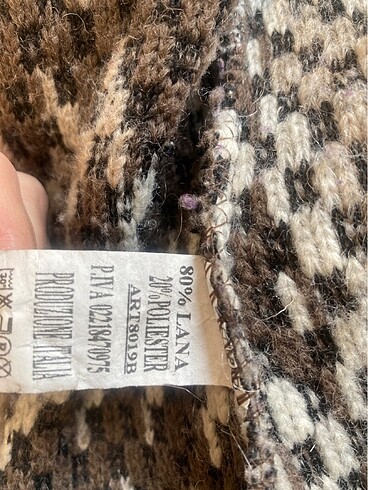 80% LANA
20% POLIESTER
ART8019B
P.IVA 02218470975
PRODUZIONE ITALIA